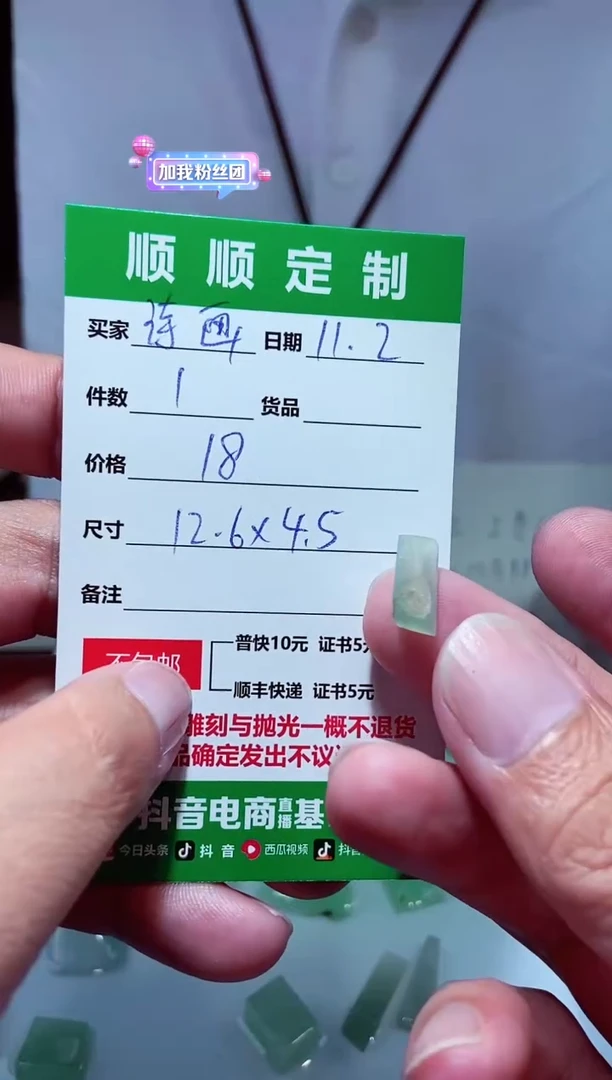 加我粉丝团
顺顺定制
买家 诗画 日期 11.2
件数 1 货品
价格 18
尺寸 12.6x4.5
备注
不包邮
普快10元 证书5元
顺丰快递 证书5元
雕刻与抛光一概不退货
品确定发出不议
抖音电商直播基
今日头条 抖音 西瓜视频 抖音